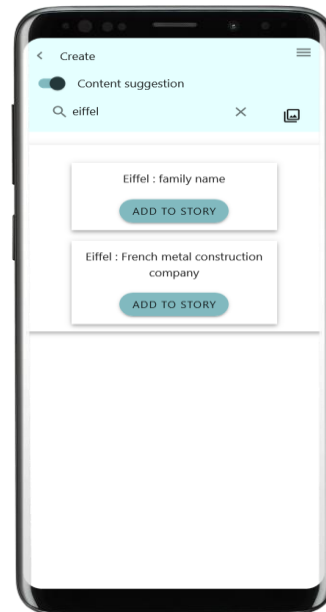 Create
Content suggestion
eiffel
Eiffel : family name
ADD TO STORY
Eiffel : French metal construction
company
ADD TO STORY